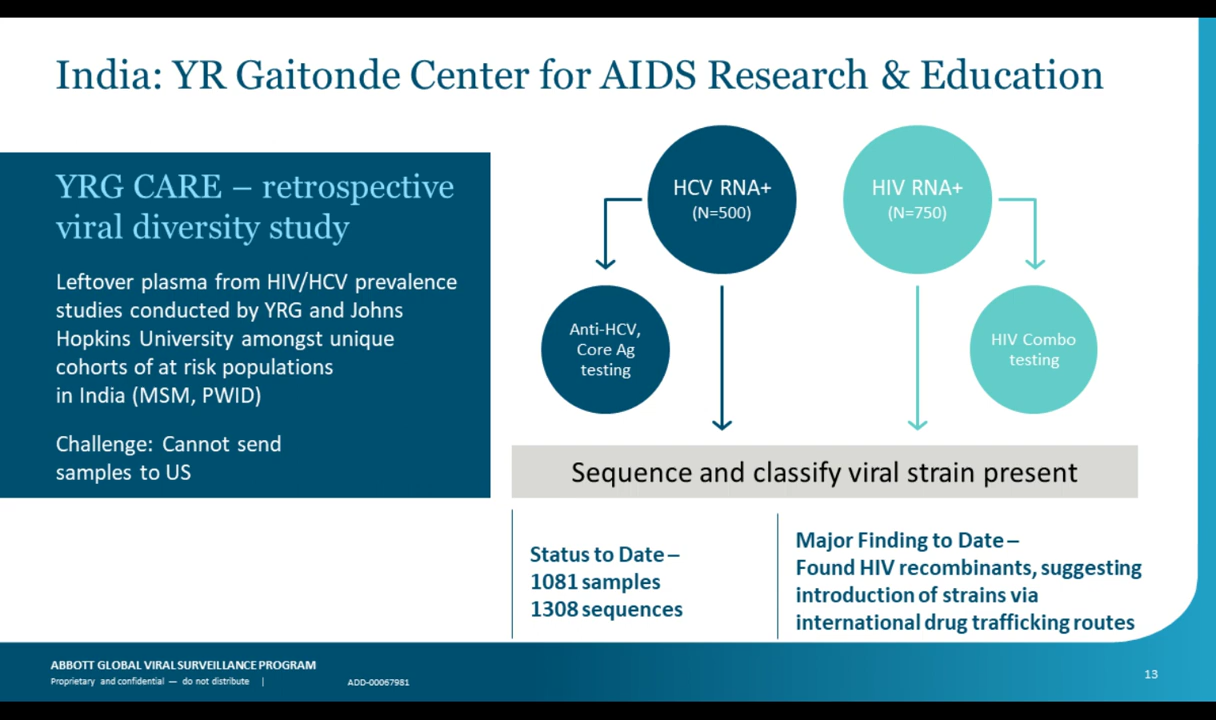 India: YR Gaitonde Center for AIDS Research & Education
YRG CARE – retrospective
viral diversity study
Leftover plasma from HIV/HCV prevalence
studies conducted by YRG and Johns
Hopkins University amongst unique
cohorts of at risk populations
in India (MSM, PWID)
Challenge: Cannot send
samples to US
HCV RNA+
(N=500)
HIV RNA+
(N=750)
Anti-HCV,
Core Ag
testing
HIV Combo
testing
Sequence and classify viral strain present
Status to Date –
1081 samples
1308 sequences
Major Finding to Date –
Found HIV recombinants, suggesting
introduction of strains via
international drug trafficking routes
ABBOTT GLOBAL VIRAL SURVEILLANCE PROGRAM
Proprietary and confidential — do not distribute |
ADD-00067981
13